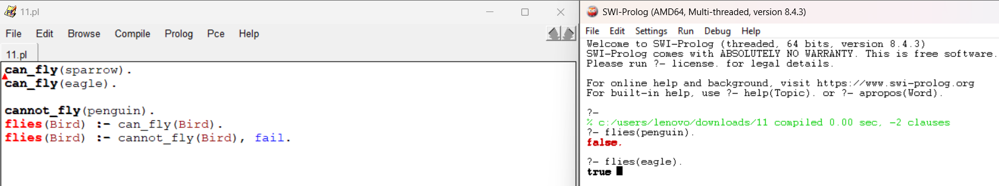 11.pl
File Edit Browse Compile Prolog Pce Help
11.pl
can_fly(sparrow).
can_fly(eagle).
cannot_fly(penguin).
flies(Bird) :- can_fly(Bird).
flies(Bird) :- cannot_fly(Bird), fail.
SWI-Prolog (AMD64, Multi-threaded, version 8.4.3)
File Edit Settings Run Debug Help
Welcome to SWI-Prolog (threaded, 64 bits, version 8.4.3)
SWI-Prolog comes with ABSOLUTELY NO WARRANTY. This is free software.
Please run ?- license. for legal details.
For online help and background, visit https://www.swi-prolog.org
For built-in help, use ?- help(Topic). or ?- apropos(Word).
?-
% c:/users/lenovo/downloads/11 compiled 0.00 sec, -2 clauses
?- flies(penguin).
false.
?- flies(eagle).
true